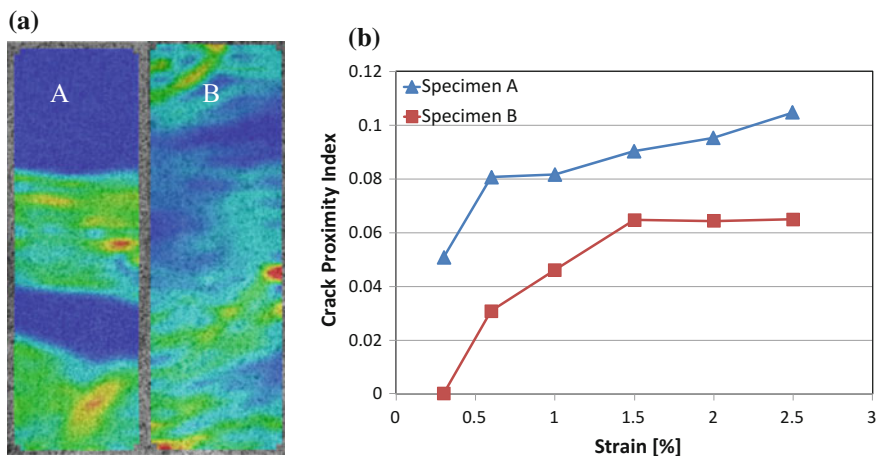 (a)
A
B
(b)
Specimen A
Specimen B
Crack Proximity Index
0.12
0.1
0.08
0.06
0.04
0.02
0
0 0.5 1 1.5 2 2.5 3
Strain [%]